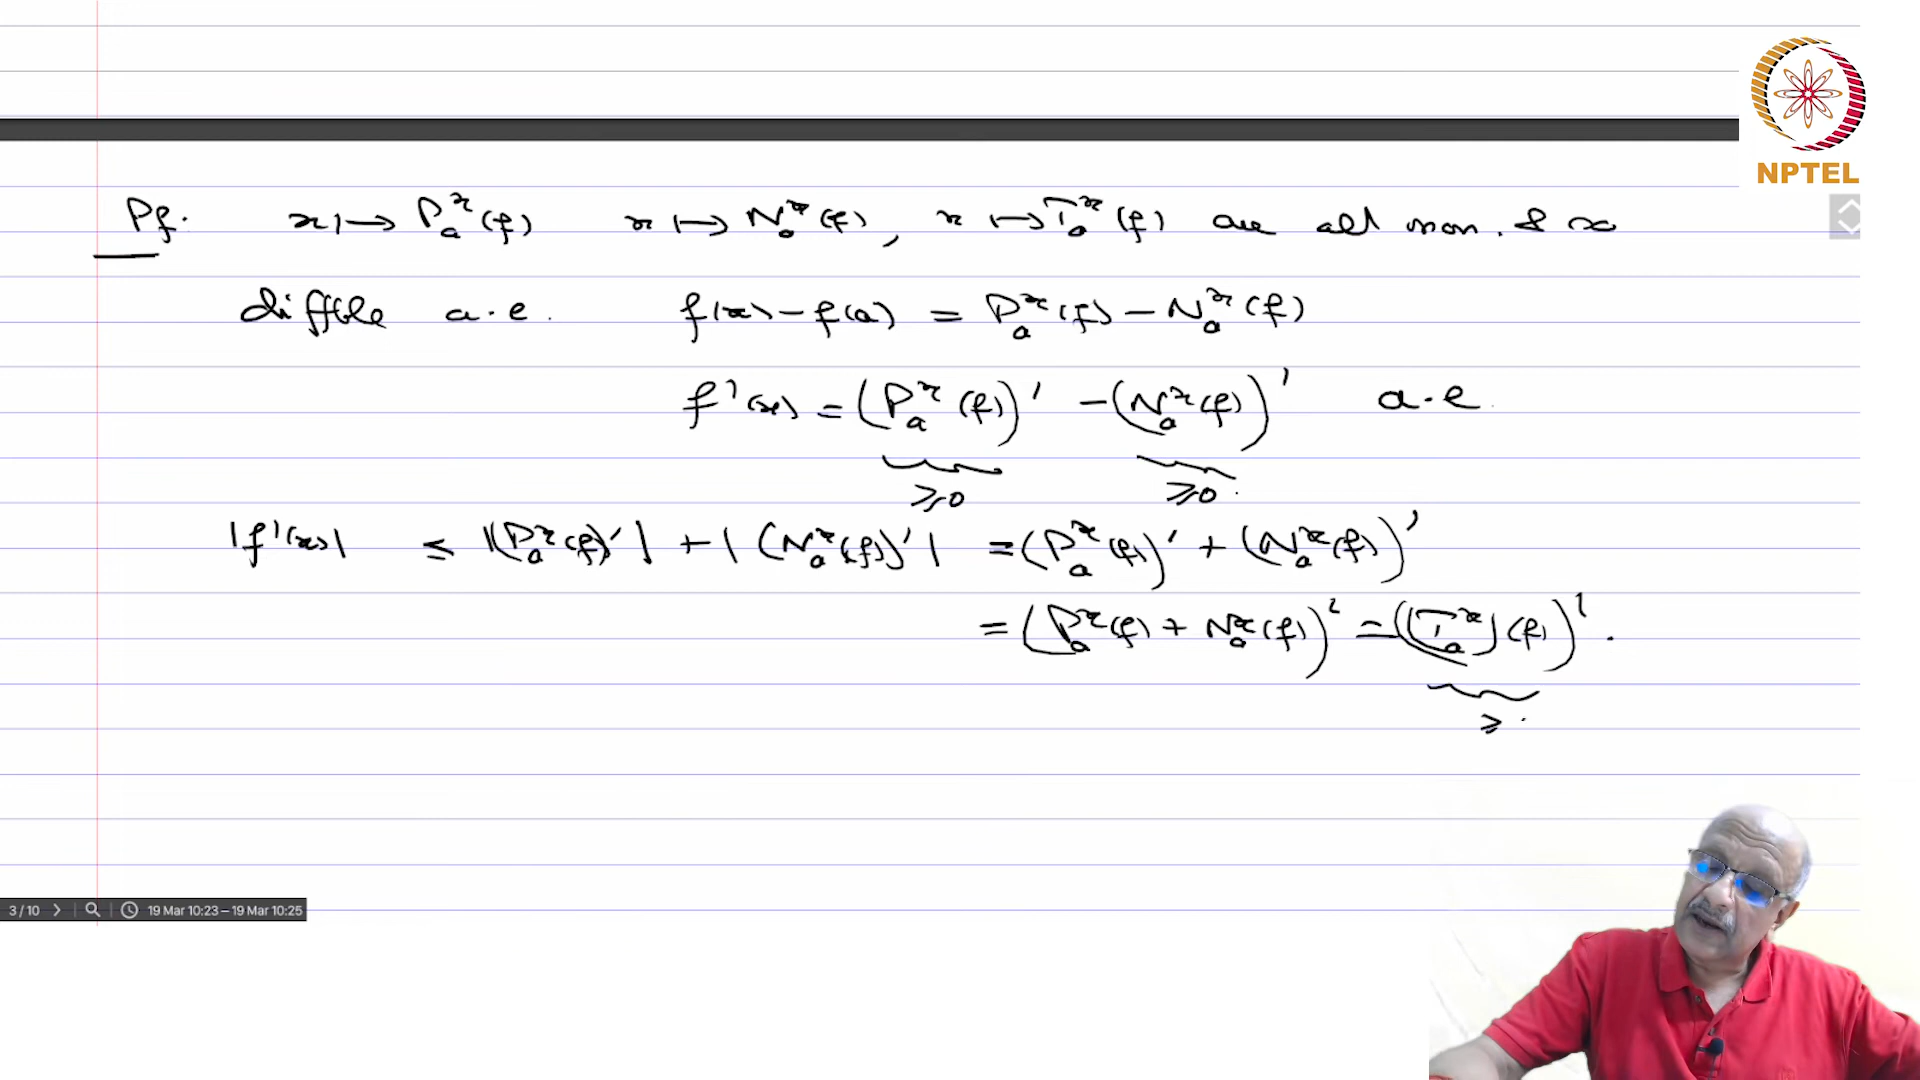 NPTEL
Pf. x ↦ P_a^x(f) x ↦ N_a^x(f), x ↦ T_a^x(f) are all mon. & so
diffble a.e. f(x) - f(a) = P_a^x(f) - N_a^x(f)
f'(x) = (P_a^x(f))' - (N_a^x(f))' a.e.
≥0 ≥0.
|f'(x)| ≤ |(P_a^x(f))'| + |(N_a^x(f))'| = (P_a^x(f))' + (N_a^x(f))'
= (P_a^x(f) + N_a^x(f))' = ((T_a^x)(f))'.
≥.
3 / 10 19 Mar 10:23 – 19 Mar 10:25